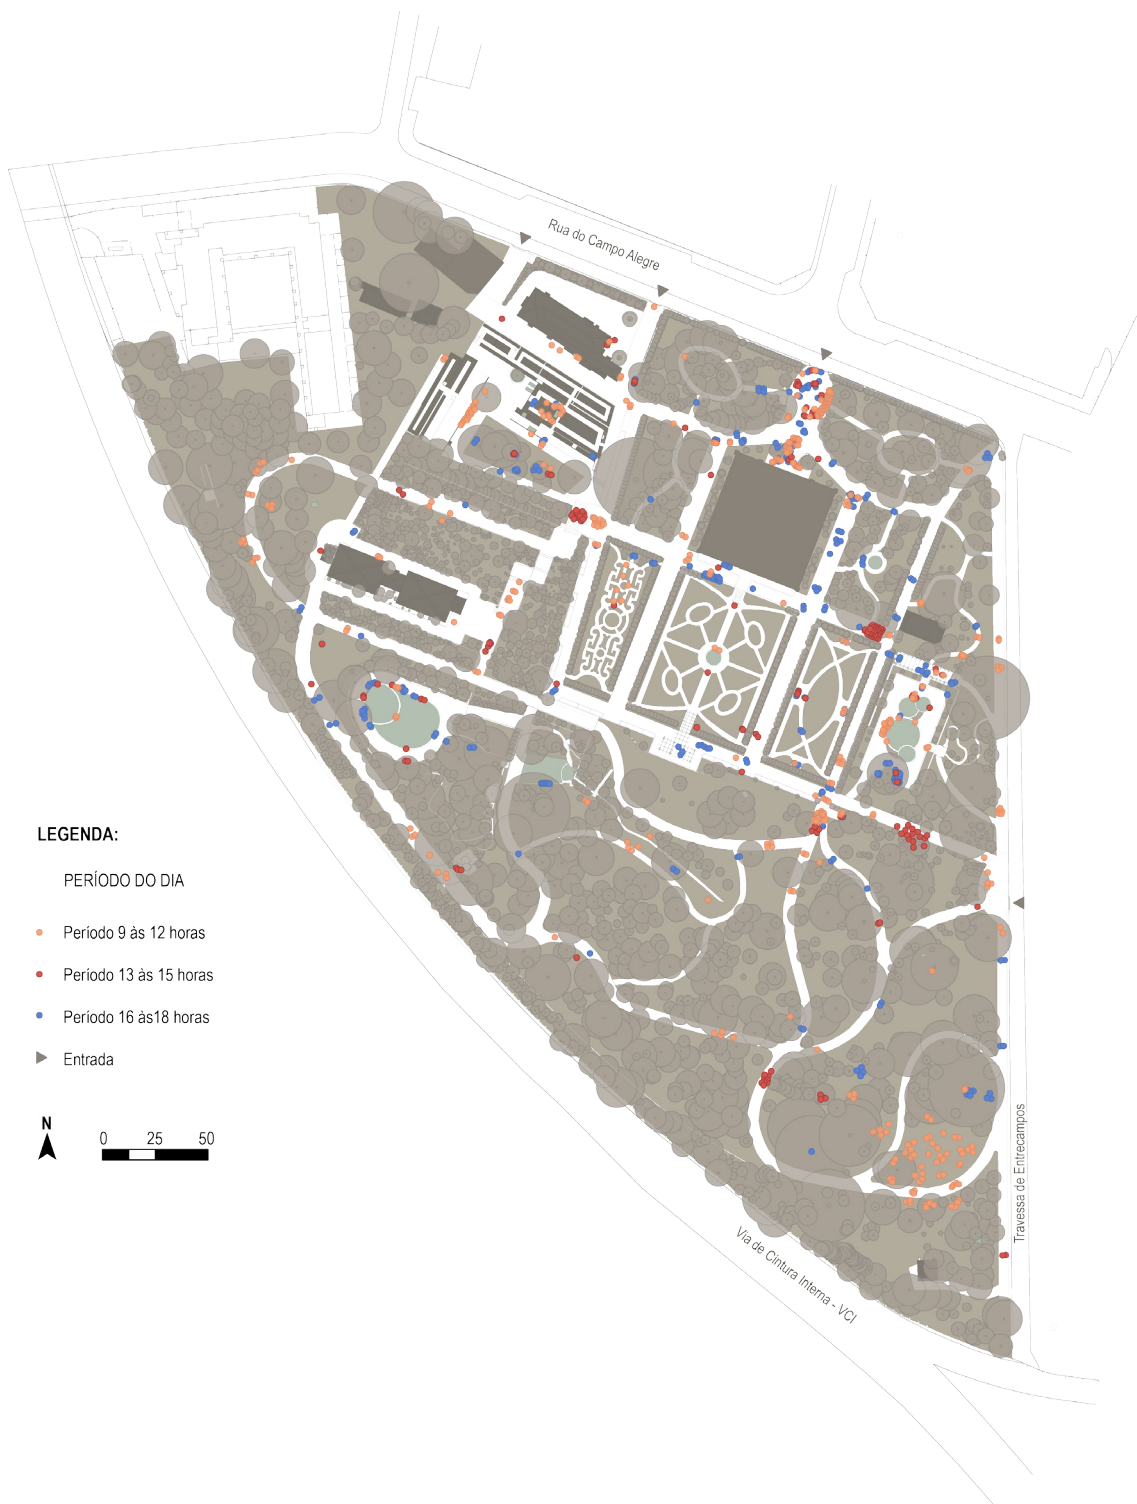 Rua do Campo Alegre
LEGENDA:
PERÍODO DO DIA
Período 9 às 12 horas
Período 13 às 15 horas
Período 16 às18 horas
Entrada
N
0 25 50
Travessa de Entrecampos
Via de Cintura Interna - VCI